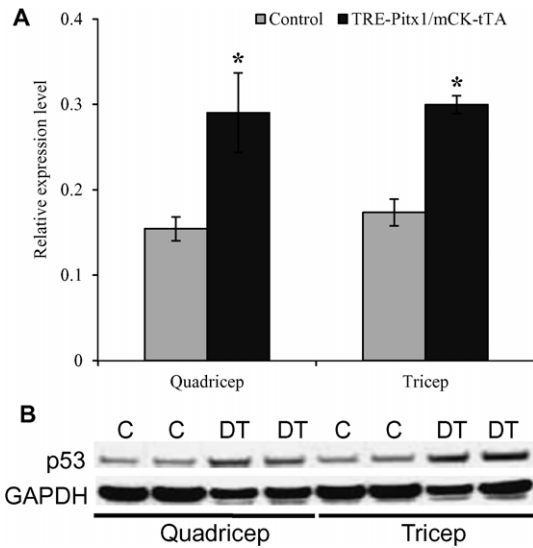 A
Control TRE-Pitx1/mCK-tTA
0.4
0.3
0.2
0.1
0
Relative expression level
* *
Quadricep Tricep
B
C C DT DT C C DT DT
p53
GAPDH
Quadricep Tricep